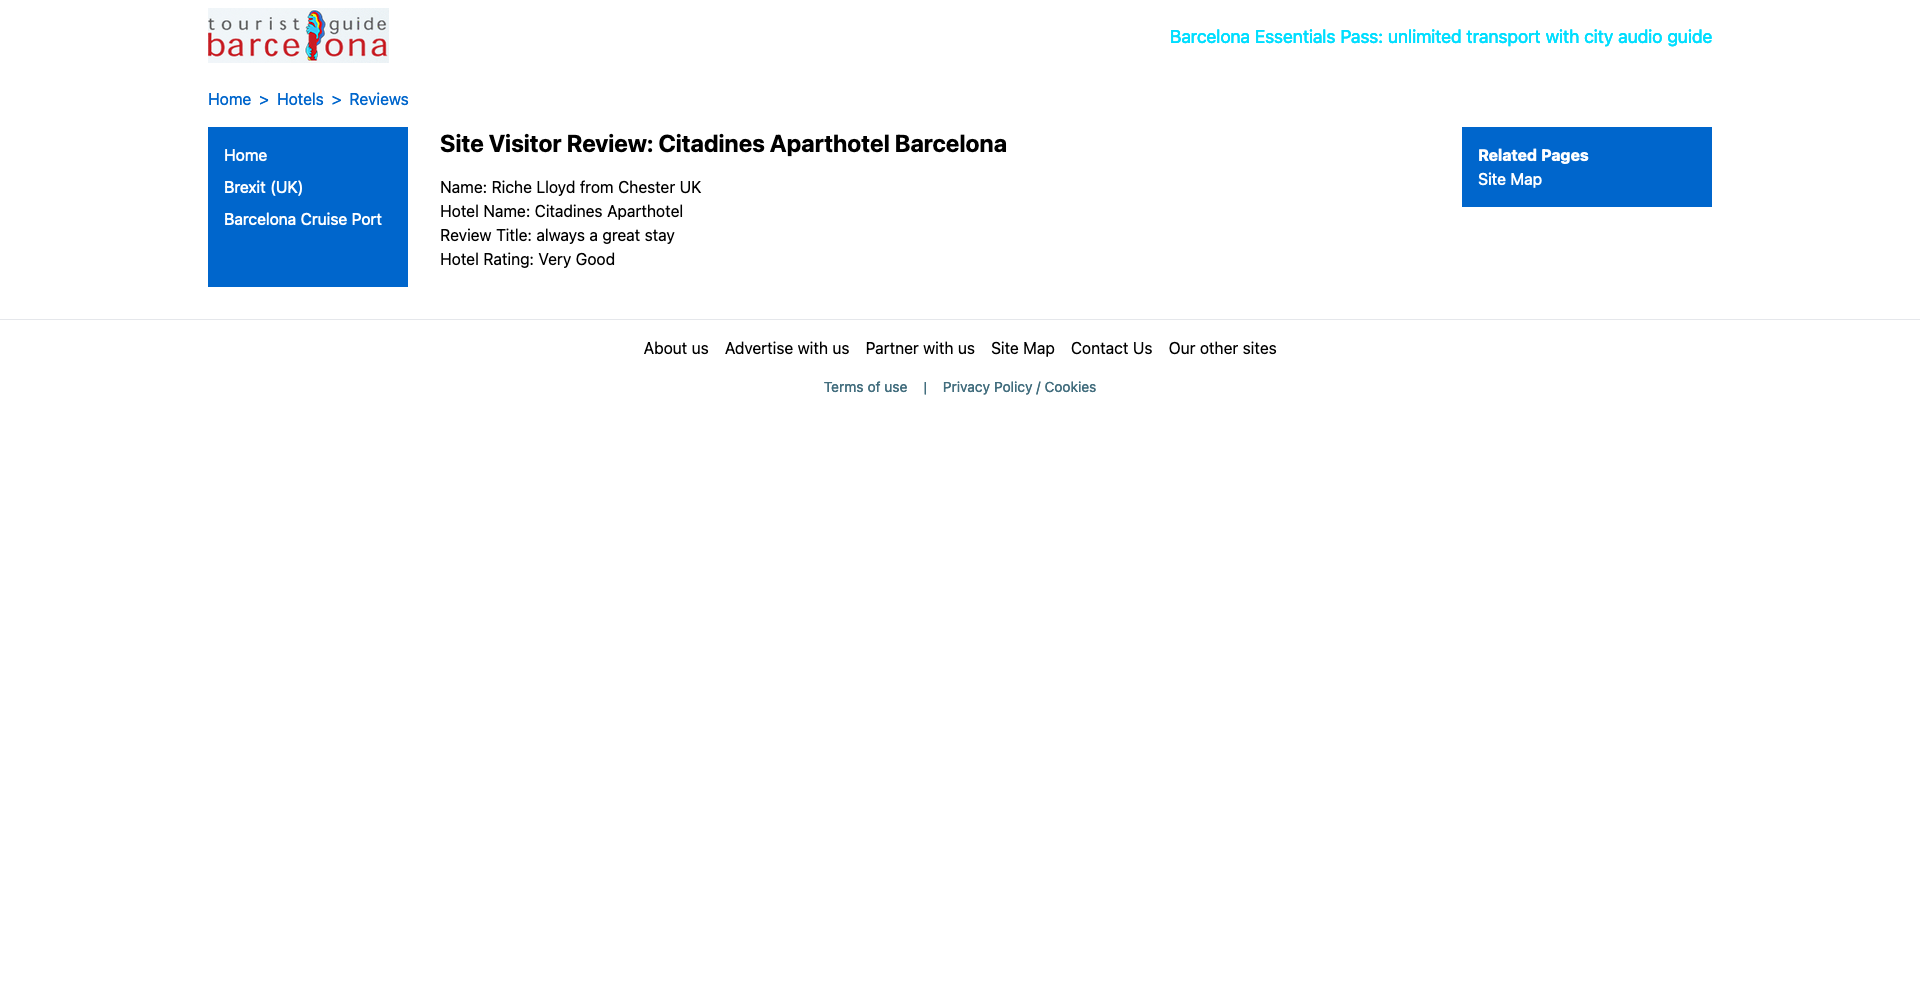 tourist guide
barcelona
Barcelona Essentials Pass: unlimited transport with city audio guide
Home > Hotels > Reviews
Home
Brexit (UK)
Barcelona Cruise Port
Site Visitor Review: Citadines Aparthotel Barcelona
Name: Riche Lloyd from Chester UK
Hotel Name: Citadines Aparthotel
Review Title: always a great stay
Hotel Rating: Very Good
Related Pages
Site Map
About us Advertise with us Partner with us Site Map Contact Us Our other sites
Terms of use | Privacy Policy / Cookies